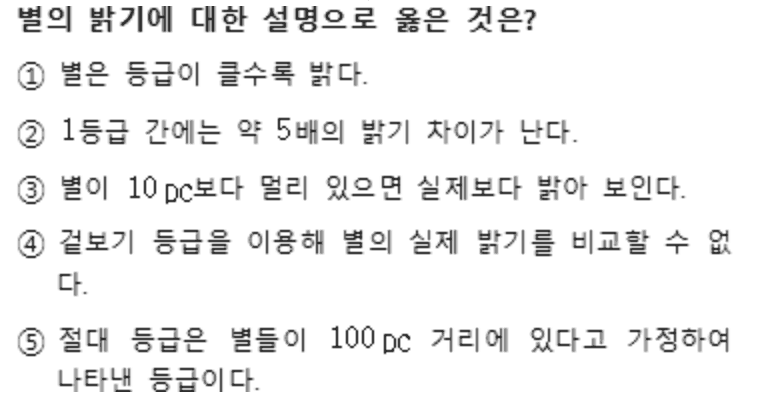 별의 밝기에 대한 설명으로 옳은 것은?
① 별은 등급이 클수록 밝다.
② 1등급 간에는 약 5배의 밝기 차이가 난다.
③ 별이 10 pc보다 멀리 있으면 실제보다 밝아 보인다.
④ 겉보기 등급을 이용해 별의 실제 밝기를 비교할 수 없
다.
⑤ 절대 등급은 별들이 100 pc 거리에 있다고 가정하여
나타낸 등급이다.